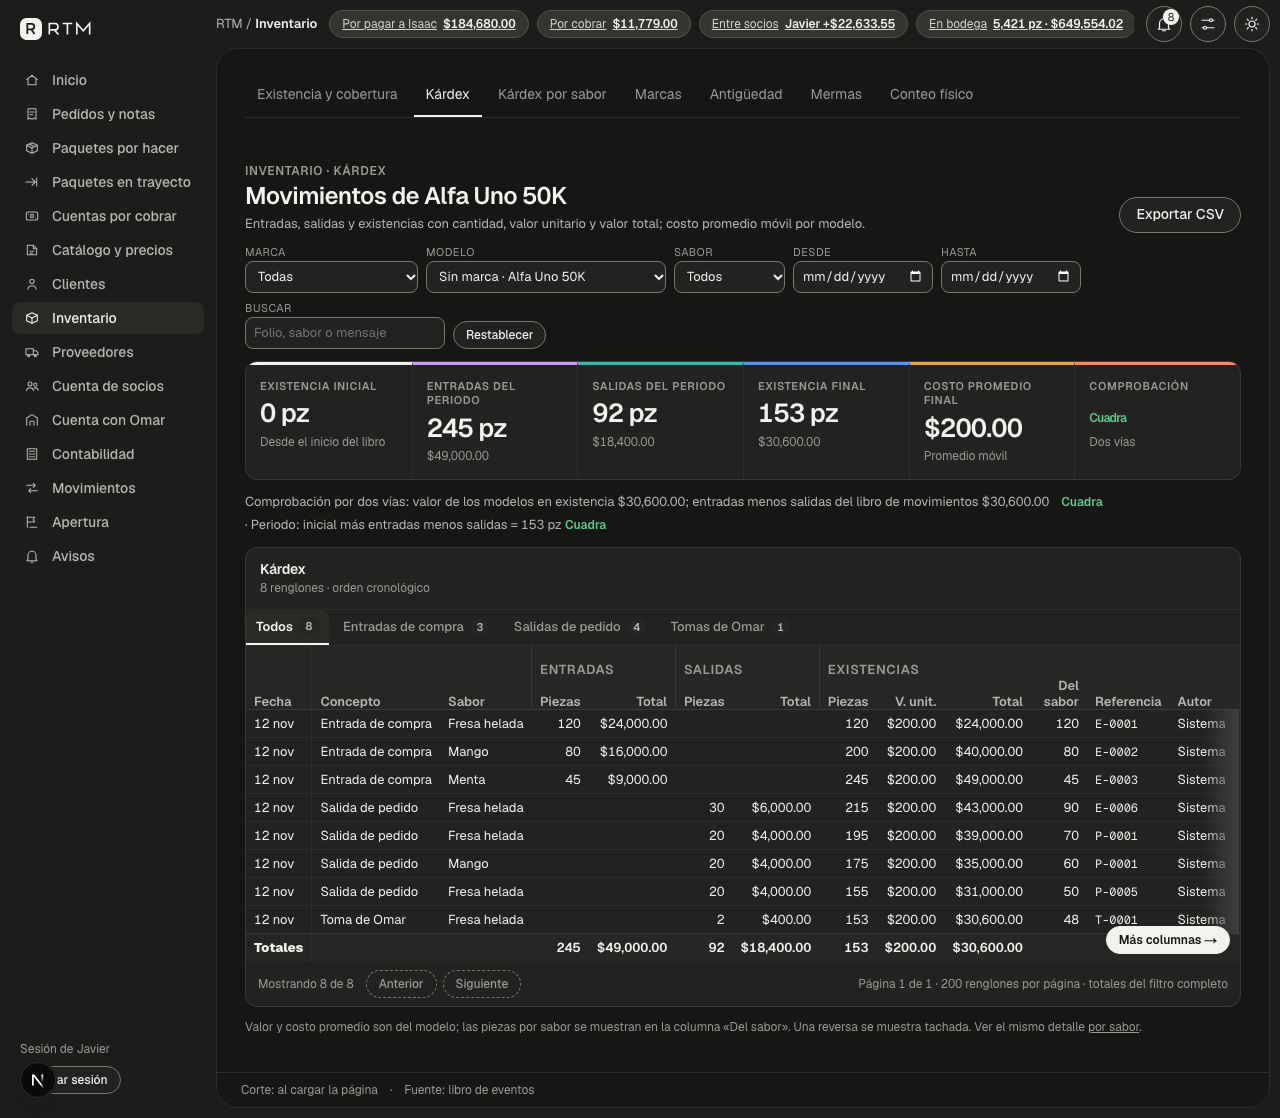 R RTM
RTM / Inventario
Por pagar a Isaac $184,680.00
Por cobrar $11,779.00
Entre socios Javier +$22,633.55
En bodega 5,421 pz · $649,554.02
8
Inicio
Pedidos y notas
Paquetes por hacer
Paquetes en trayecto
Cuentas por cobrar
Catálogo y precios
Clientes
Inventario
Proveedores
Cuenta de socios
Cuenta con Omar
Contabilidad
Movimientos
Apertura
Avisos
Sesión de Javier
N ar sesión
Existencia y cobertura Kárdex Kárdex por sabor Marcas Antigüedad Mermas Conteo físico
INVENTARIO · KÁRDEX
Movimientos de Alfa Uno 50K
Entradas, salidas y existencias con cantidad, valor unitario y valor total; costo promedio móvil por modelo.
Exportar CSV
MARCA MODELO SABOR DESDE HASTA
Todas Sin marca · Alfa Uno 50K Todos mm/dd/yyyy mm/dd/yyyy
BUSCAR
Folio, sabor o mensaje Restablecer
EXISTENCIA INICIAL
0 pz
Desde el inicio del libro
ENTRADAS DEL
PERIODO
245 pz
$49,000.00
SALIDAS DEL PERIODO
92 pz
$18,400.00
EXISTENCIA FINAL
153 pz
$30,600.00
COSTO PROMEDIO
FINAL
$200.00
Promedio móvil
COMPROBACIÓN
Cuadra
Dos vías
Comprobación por dos vías: valor de los modelos en existencia $30,600.00; entradas menos salidas del libro de movimientos $30,600.00 Cuadra
· Periodo: inicial más entradas menos salidas = 153 pz Cuadra
Kárdex
8 renglones · orden cronológico
Todos 8 Entradas de compra 3 Salidas de pedido 4 Tomas de Omar 1
ENTRADAS SALIDAS EXISTENCIAS
Fecha Concepto Sabor Piezas Total Piezas Total Piezas V. unit. Total Del sabor Referencia Autor
12 nov Entrada de compra Fresa helada 120 $24,000.00 120 $200.00 $24,000.00 120 E-0001 Sistema
12 nov Entrada de compra Mango 80 $16,000.00 200 $200.00 $40,000.00 80 E-0002 Sistema
12 nov Entrada de compra Menta 45 $9,000.00 245 $200.00 $49,000.00 45 E-0003 Sistema
12 nov Salida de pedido Fresa helada 30 $6,000.00 215 $200.00 $43,000.00 90 E-0006 Sistema
12 nov Salida de pedido Fresa helada 20 $4,000.00 195 $200.00 $39,000.00 70 P-0001 Sistema
12 nov Salida de pedido Mango 20 $4,000.00 175 $200.00 $35,000.00 60 P-0001 Sistema
12 nov Salida de pedido Fresa helada 20 $4,000.00 155 $200.00 $31,000.00 50 P-0005 Sistema
12 nov Toma de Omar Fresa helada 2 $400.00 153 $200.00 $30,600.00 48 T-0001 Sistema
Totales 245 $49,000.00 92 $18,400.00 153 $200.00 $30,600.00
Más columnas →
Mostrando 8 de 8 Anterior Siguiente Página 1 de 1 · 200 renglones por página · totales del filtro completo
Valor y costo promedio son del modelo; las piezas por sabor se muestran en la columna «Del sabor». Una reversa se muestra tachada. Ver el mismo detalle por sabor.
Corte: al cargar la página · Fuente: libro de eventos